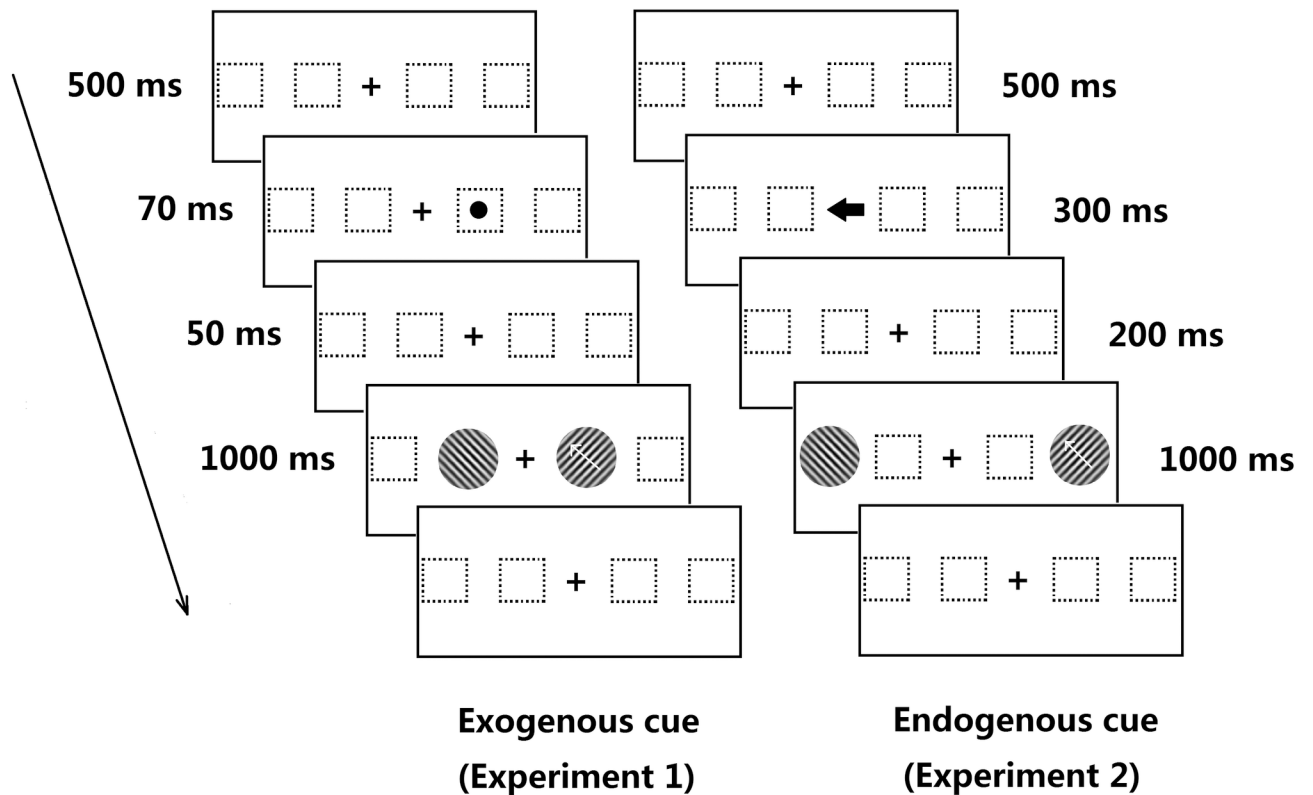 500 ms
500 ms
70 ms
300 ms
50 ms
200 ms
1000 ms
1000 ms
Exogenous cue
(Experiment 1)
Endogenous cue
(Experiment 2)